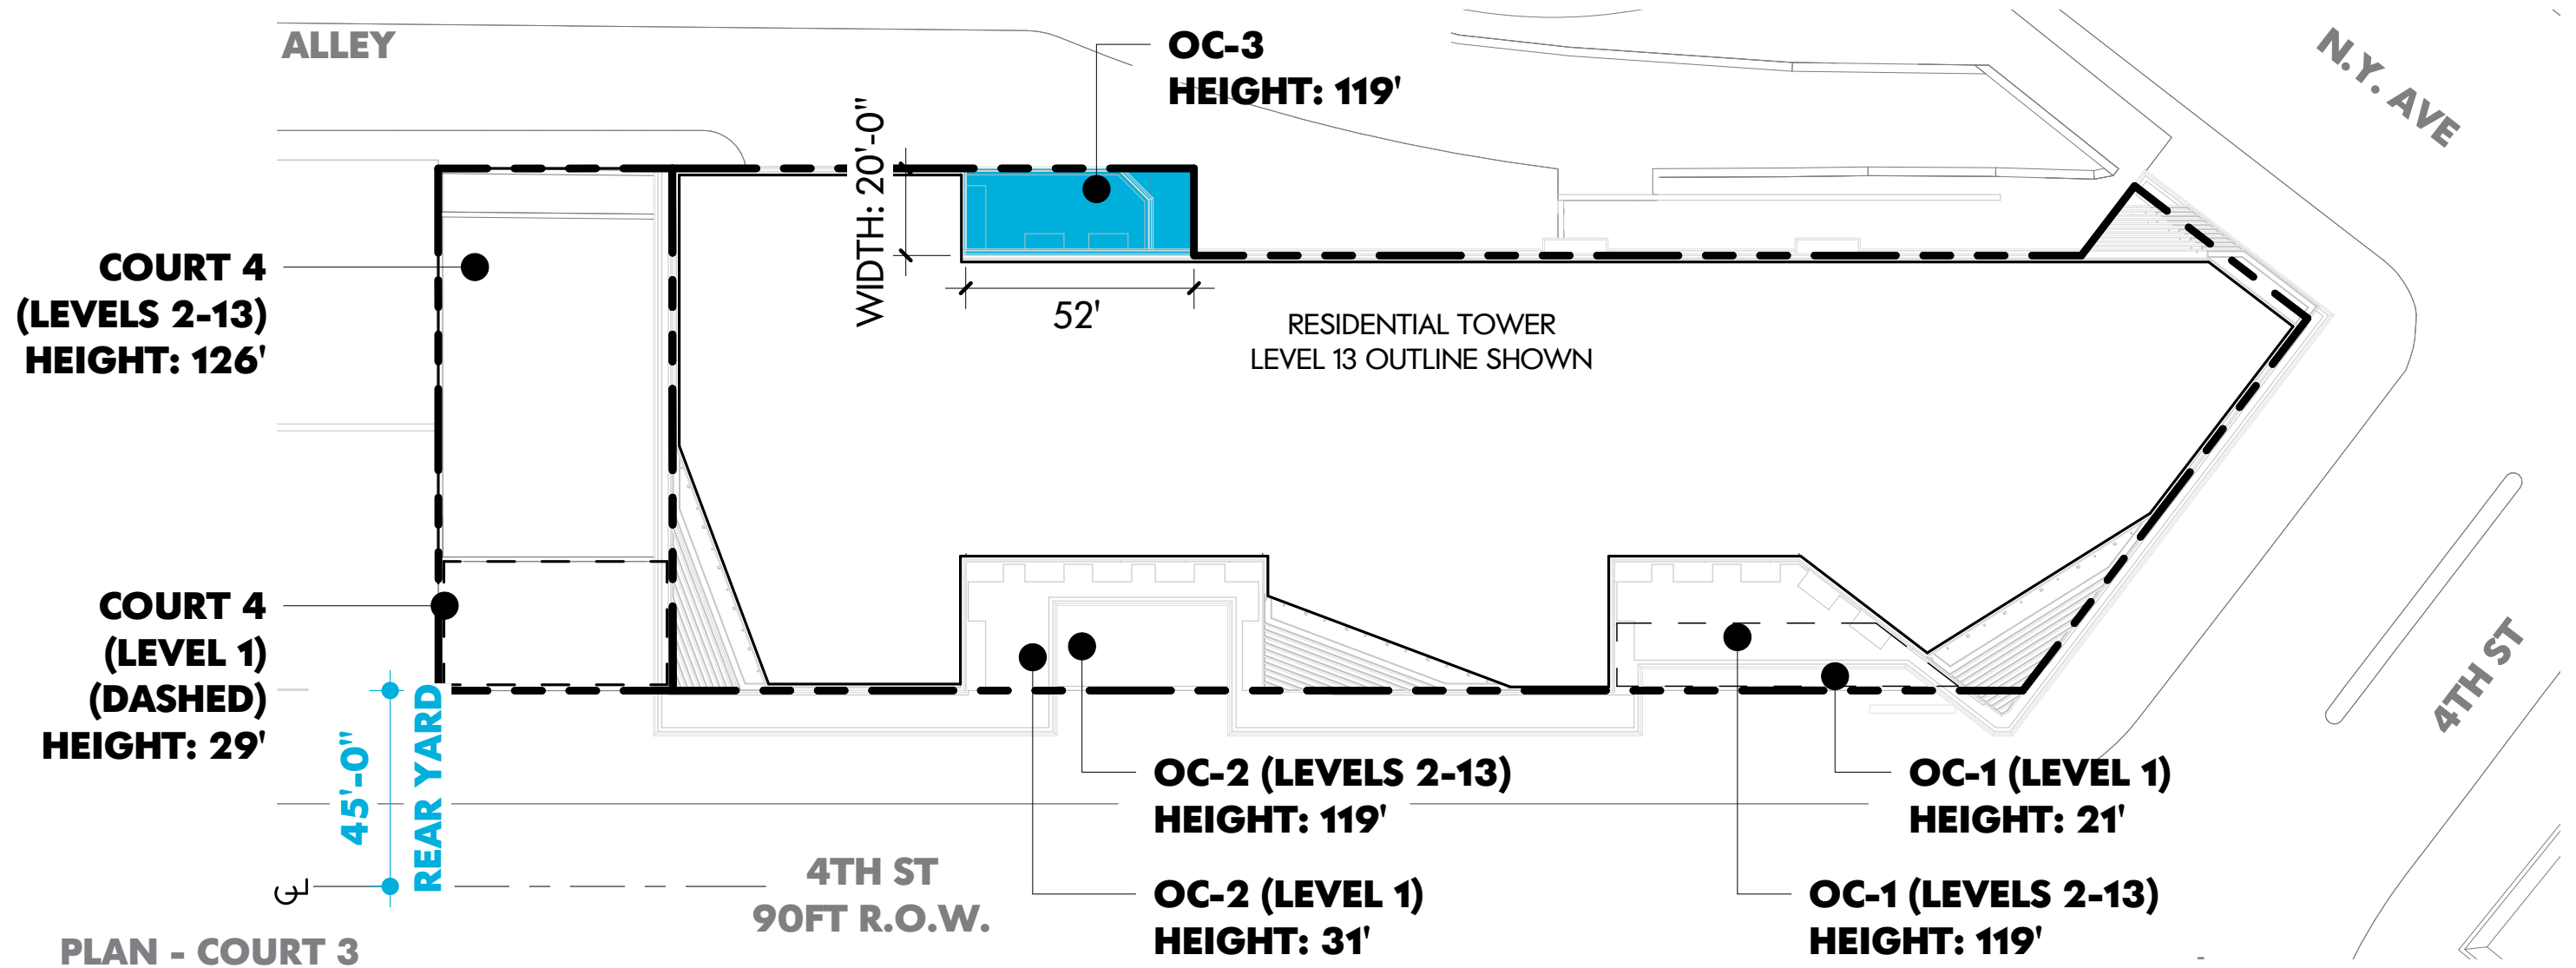 ALLEY
OC-3
HEIGHT: 119'
N.Y. AVE
WIDTH: 20'-0"
52'
COURT 4
(LEVELS 2-13)
HEIGHT: 126'
RESIDENTIAL TOWER
LEVEL 13 OUTLINE SHOWN
COURT 4
(LEVEL 1)
(DASHED)
HEIGHT: 29'
4TH ST
45'-0"
REAR YARD
OC-2 (LEVELS 2-13)
HEIGHT: 119'
OC-1 (LEVEL 1)
HEIGHT: 21'
4TH ST
90FT R.O.W.
OC-2 (LEVEL 1)
HEIGHT: 31'
OC-1 (LEVELS 2-13)
HEIGHT: 119'
℄
PLAN - COURT 3